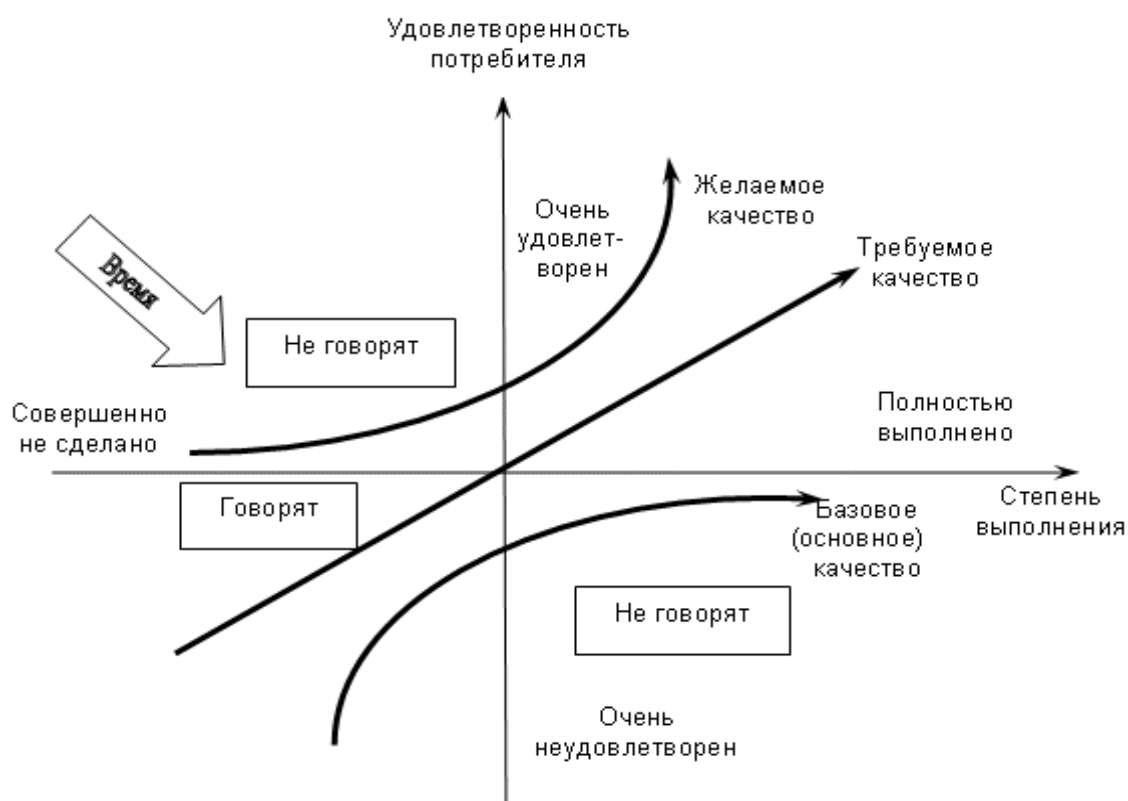 Удовлетворенность
потребителя
Желаемое
качество
Очень
удовлет-
ворен
Требуемое
качество
Время
Не говорят
Совершенно
не сделано
Полностью
выполнено
Говорят
Степень
выполнения
Базовое
(основное)
качество
Не говорят
Очень
неудовлетворен